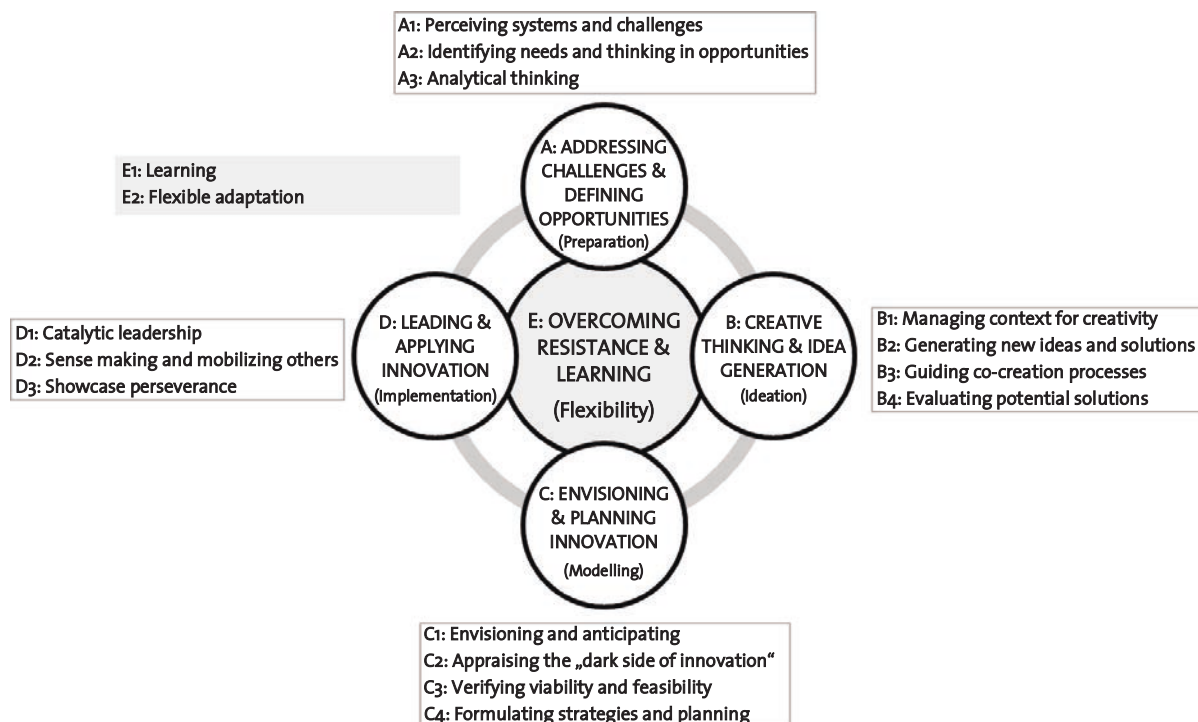 A1: Perceiving systems and challenges
A2: Identifying needs and thinking in opportunities
A3: Analytical thinking
A: ADDRESSING
CHALLENGES &
DEFINING
OPPORTUNITIES
(Preparation)
E1: Learning
E2: Flexible adaptation
D1: Catalytic leadership
D2: Sense making and mobilizing others
D3: Showcase perseverance
D: LEADING &
APPLYING
INNOVATION
(Implementation)
E: OVERCOMING
RESISTANCE &
LEARNING
(Flexibility)
B: CREATIVE
THINKING & IDEA
GENERATION
(Ideation)
B1: Managing context for creativity
B2: Generating new ideas and solutions
B3: Guiding co-creation processes
B4: Evaluating potential solutions
C: ENVISIONING
& PLANNING
INNOVATION
(Modelling)
C1: Envisioning and anticipating
C2: Appraising the „dark side of innovation“
C3: Verifying viability and feasibility
C4: Formulating strategies and planning